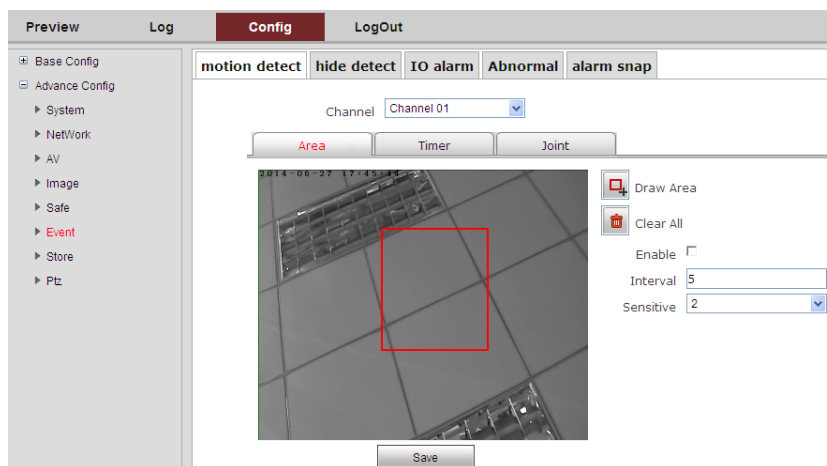 Preview Log Config LogOut
Base Config
Advance Config
System
NetWork
AV
Image
Safe
Event
Store
Ptz
motion detect hide detect IO alarm Abnormal alarm snap
Channel Channel 01
Area Timer Joint
2014-06-27 17:45:44
Draw Area
Clear All
Enable
Interval 5
Sensitive 2
Save